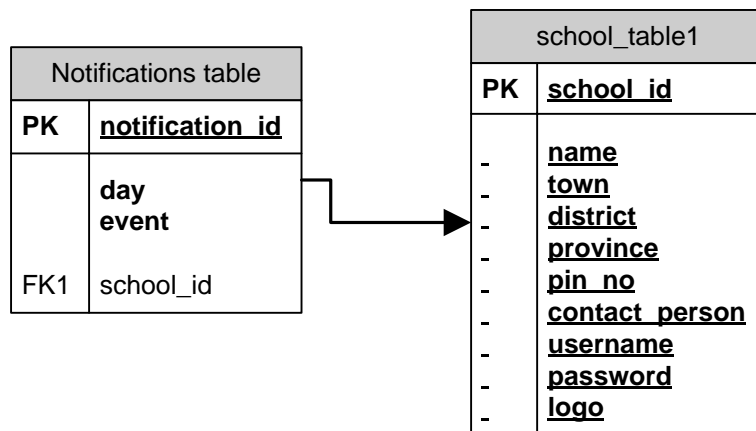 Notifications table
PK notification_id
day
event
FK1 school_id
school_table1
PK school_id
_ name
_ town
_ district
_ province
_ pin_no
_ contact_person
_ username
_ password
_ logo